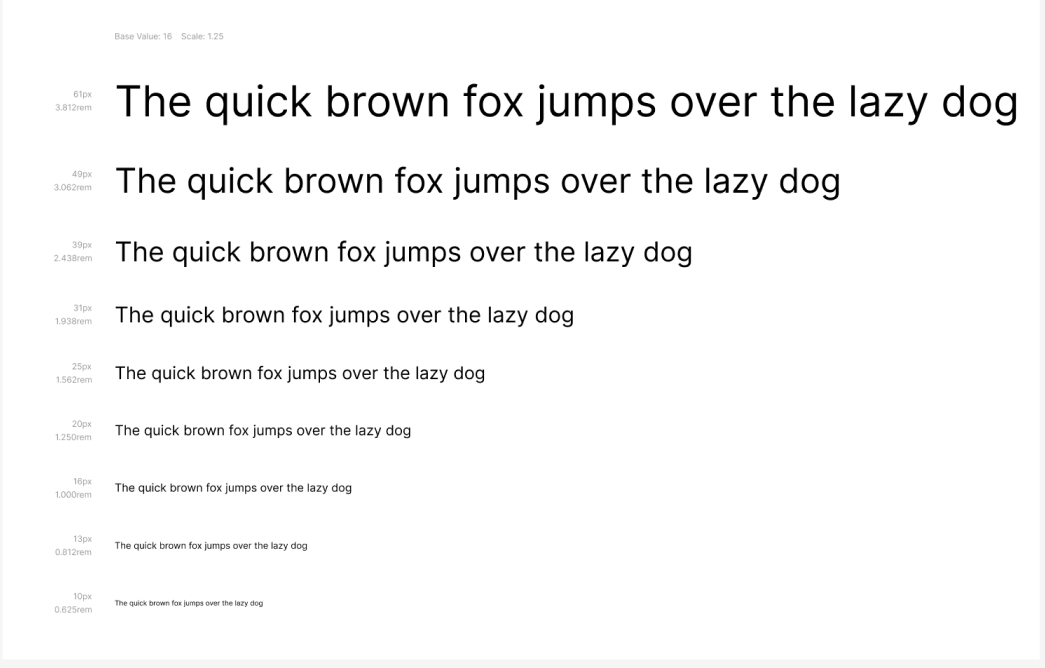 Base Value: 16 Scale: 1.25
61px
3.812rem
The quick brown fox jumps over the lazy dog
49px
3.062rem
The quick brown fox jumps over the lazy dog
39px
2.438rem
The quick brown fox jumps over the lazy dog
31px
1.938rem
The quick brown fox jumps over the lazy dog
25px
1.562rem
The quick brown fox jumps over the lazy dog
20px
1.250rem
The quick brown fox jumps over the lazy dog
16px
1.000rem
The quick brown fox jumps over the lazy dog
13px
0.812rem
The quick brown fox jumps over the lazy dog
10px
0.625rem
The quick brown fox jumps over the lazy dog